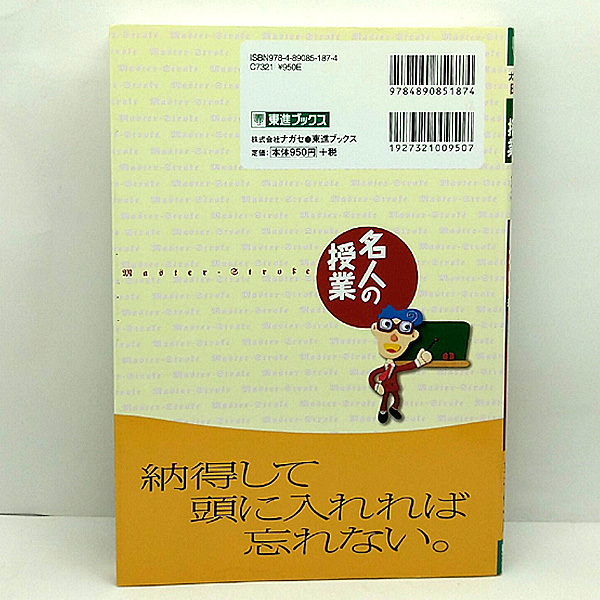 ISBN978-4-89085-187-4
C7321 ¥950E
9784890851874
東進ブックス
株式会社ナガセ●東進ブックス
定価:本体950円+税
1927321009507
名人の
授業
Master-Stroke
納得して
頭に入れれば
忘れない。